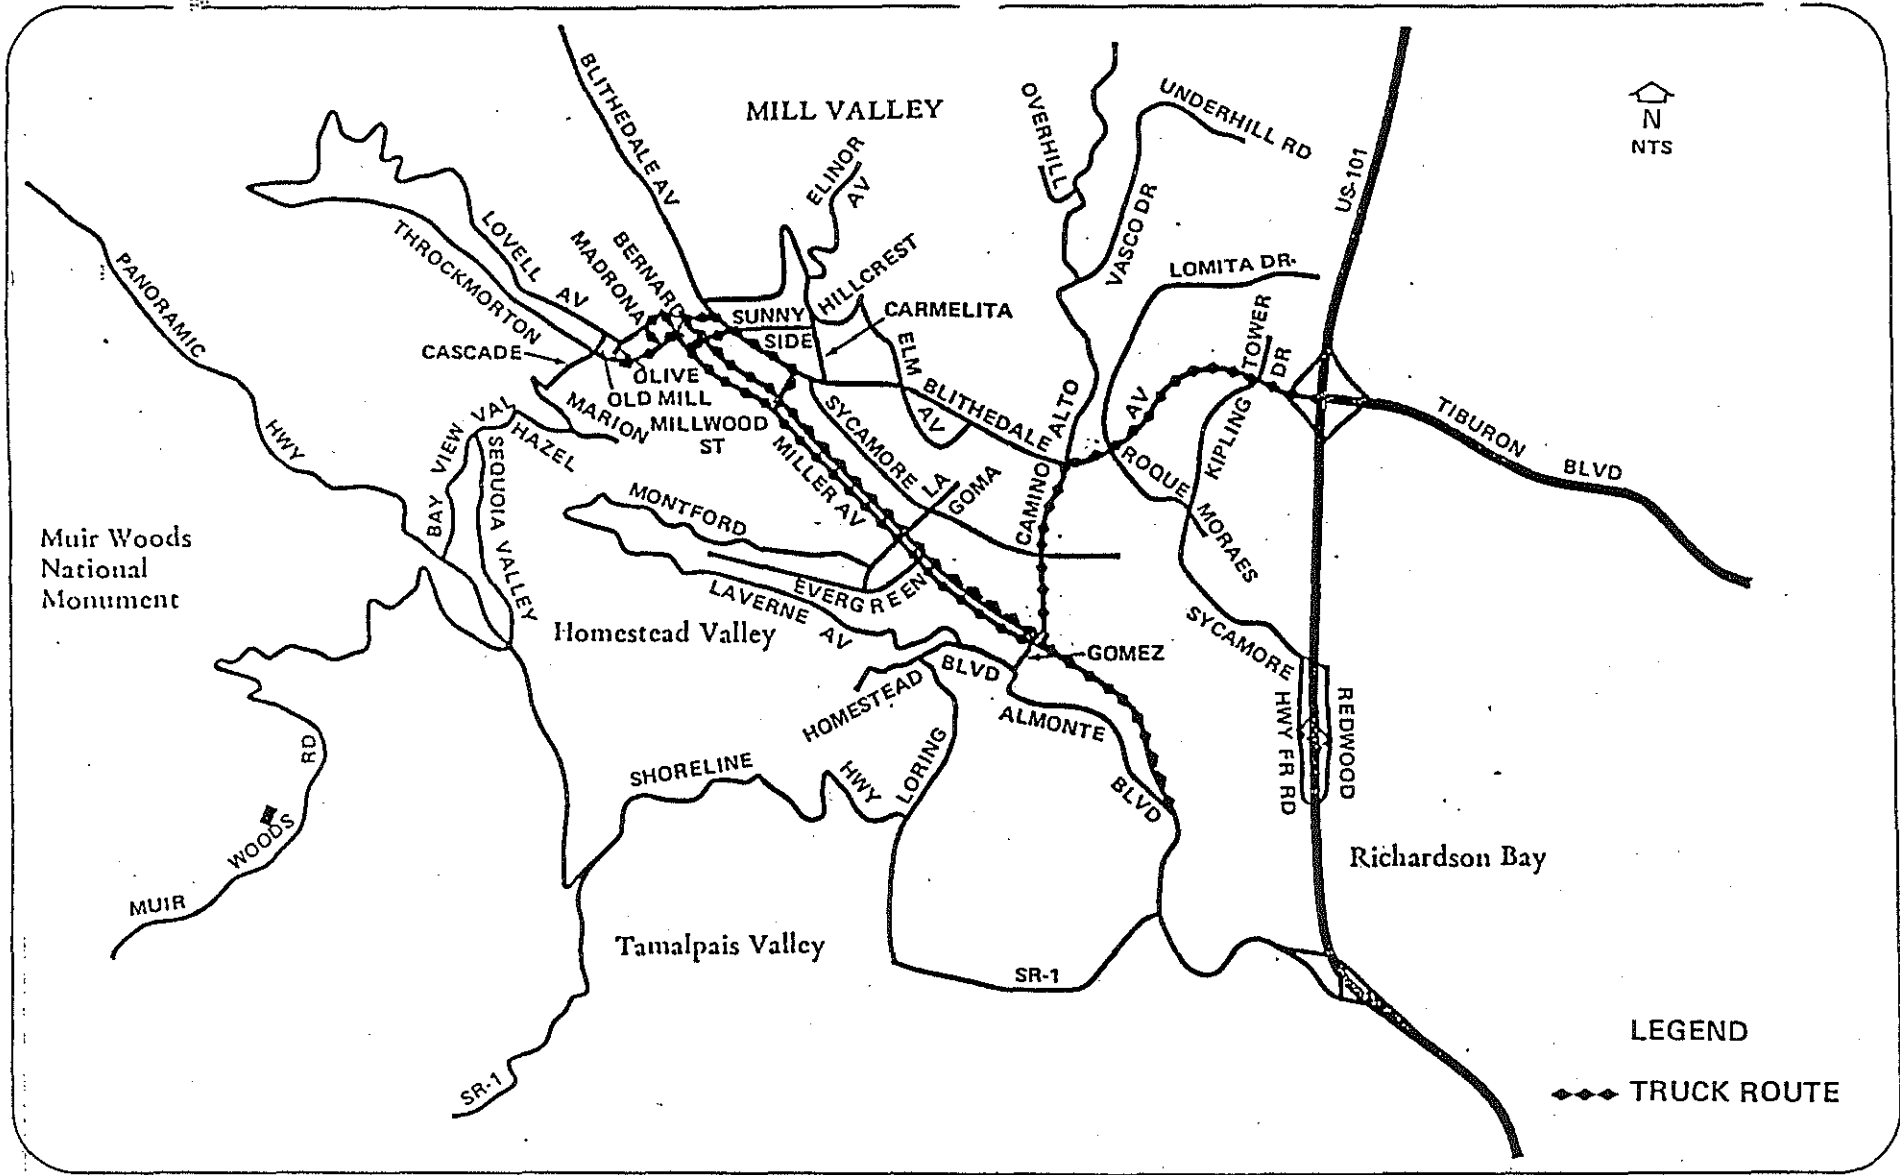 MILL VALLEY
N
NTS
BLITHEDALE AV
OVERHILL
UNDERHILL RD
US-101
ELINOR
AV
VASCO DR
LOVELL
AV
THROCKMORTON
MADRONA
BERNARD
HILLCREST
LOMITA DR.
PANORAMIC
HWY
SUNNY
SIDE
CARMELITA
TOWER
DR
CASCADE
OLIVE
OLD MILL
ELM
AV
BLITHEDALE
AV
TIBURON
BLVD
MARION
MILLWOOD
ST
SYCAMORE
CAMINO
ALTO
KIPLING
BAY VIEW
VAL
HAZEL
SEQUOIA VALLEY
MILLER AV
LA
GOMA
ROQUE
MORAES
MONTFORD
Muir Woods
National
Monument
EVERGREEN
LAVERNE
AV
Homestead Valley
SYCAMORE
GOMEZ
BLVD
HOMESTEAD
ALMONTE
BLVD
HWY FR RD
REDWOOD
RD
SHORELINE
HWY
LORING
WOODS
MUIR
Richardson Bay
Tamalpais Valley
SR-1
SR-1
LEGEND
TRUCK ROUTE